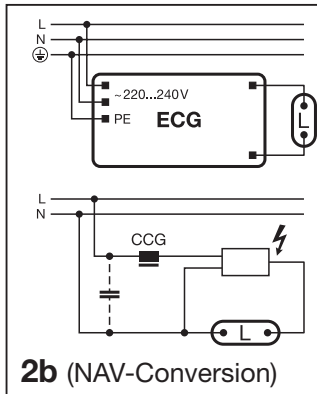 L
N
~220...240V
PE
ECG
L
L
N
CCG
L
2b (NAV-Conversion)